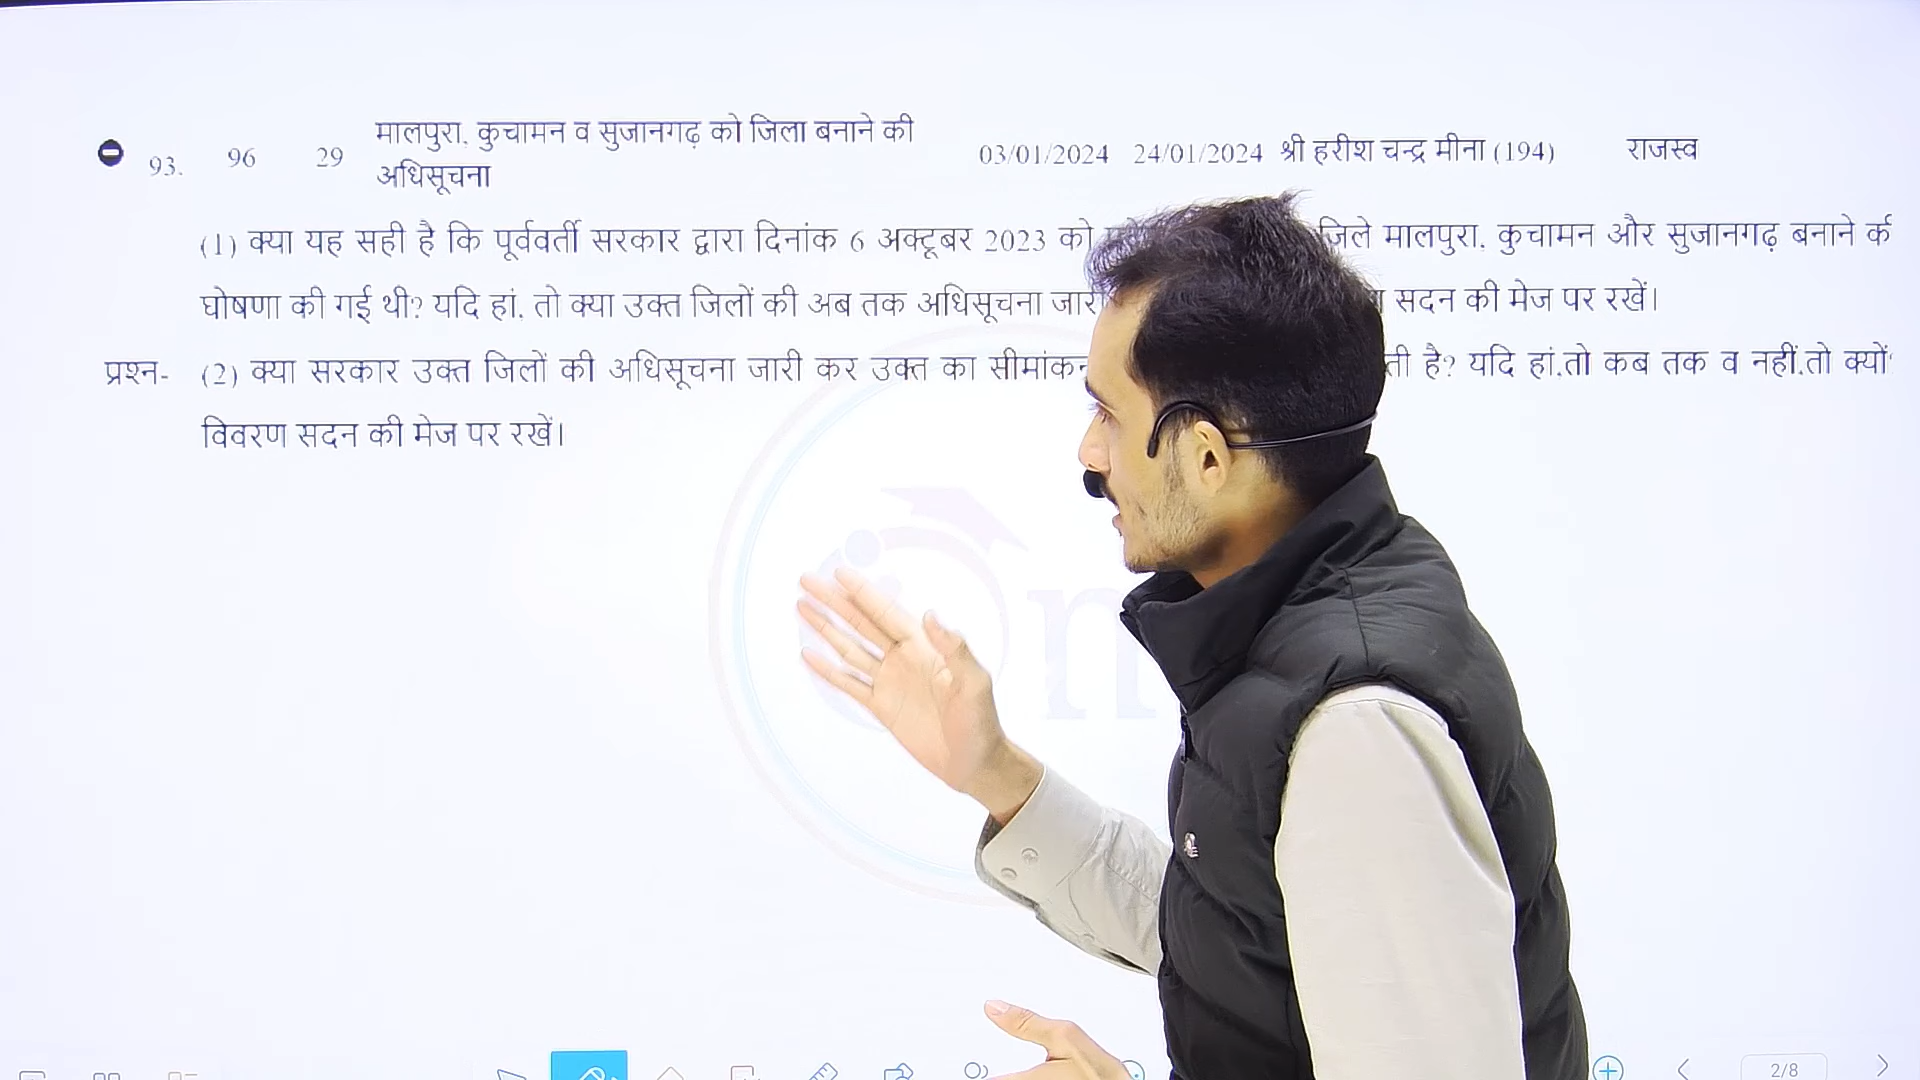 मालपुरा, कुचामन व सुजानगढ़ को जिला बनाने की
93. 96 29 अधिसूचना 03/01/2024 24/01/2024 श्री हरीश चन्द्र मीना (194) राजस्व
(1) क्या यह सही है कि पूर्ववर्ती सरकार द्वारा दिनांक 6 अक्टूबर 2023 को जिले मालपुरा, कुचामन और सुजानगढ़ बनाने की
घोषणा की गई थी? यदि हां, तो क्या उक्त जिलों की अब तक अधिसूचना सदन की मेज पर रखें।
प्रश्न- (2) क्या सरकार उक्त जिलों की अधिसूचना जारी कर उक्त का है? यदि हां,तो कब तक व नहीं,तो क्यों
विवरण सदन की मेज पर रखें।
2/8